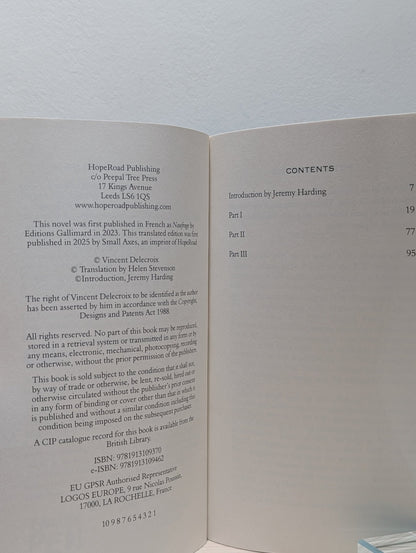 HopeRoad Publishing
c/o Peepal Tree Press
17 Kings Avenue
Leeds LS6 1QS
www.hoperoadpublishing.com
This novel was first published in French as Naufrage by
Editions Gallimard in 2023. This translated edition was first
published in 2025 by Small Axes, an imprint of HopeRoad
© Vincent Delecroix
© Translation by Helen Stevenson
©Introduction, Jeremy Harding
The right of Vincent Delecroix to be identified as the author
has been asserted by him in accordance with the Copyright,
Designs and Patents Act 1988.
All rights reserved. No part of this book may be reproduced,
stored in a retrieval system or transmitted in any form or by
any means, electronic, mechanical, photocopying, recording
or otherwise, without the prior permission of the publisher.
This book is sold subject to the condition that it shall not,
by way of trade or otherwise, be lent, re-sold, hired out or
otherwise circulated without the publisher's prior consent
in any form of binding or cover other than that in which it
is published and without a similar condition including this
condition being imposed on the subsequent purchaser.
A CIP catalogue record for this book is available from the
British Library.
ISBN: 9781913109370
e-ISBN: 9781913109462
EU GPSR Authorised Representative
LOGOS EUROPE, 9 rue Nicolas Poussin,
17000, LA ROCHELLE, France
10 9 8 7 6 5 4 3 2 1
CONTENTS
Introduction by Jeremy Harding 7
Part I 19
Part II 77
Part III 95